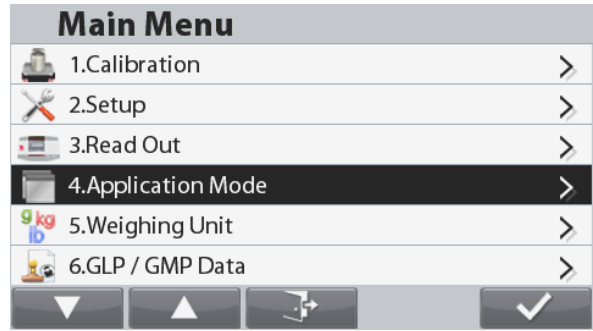 Main Menu
1.Calibration
2.Setup
3.Read Out
4.Application Mode
g kg
lb
5.Weighing Unit
6.GLP / GMP Data